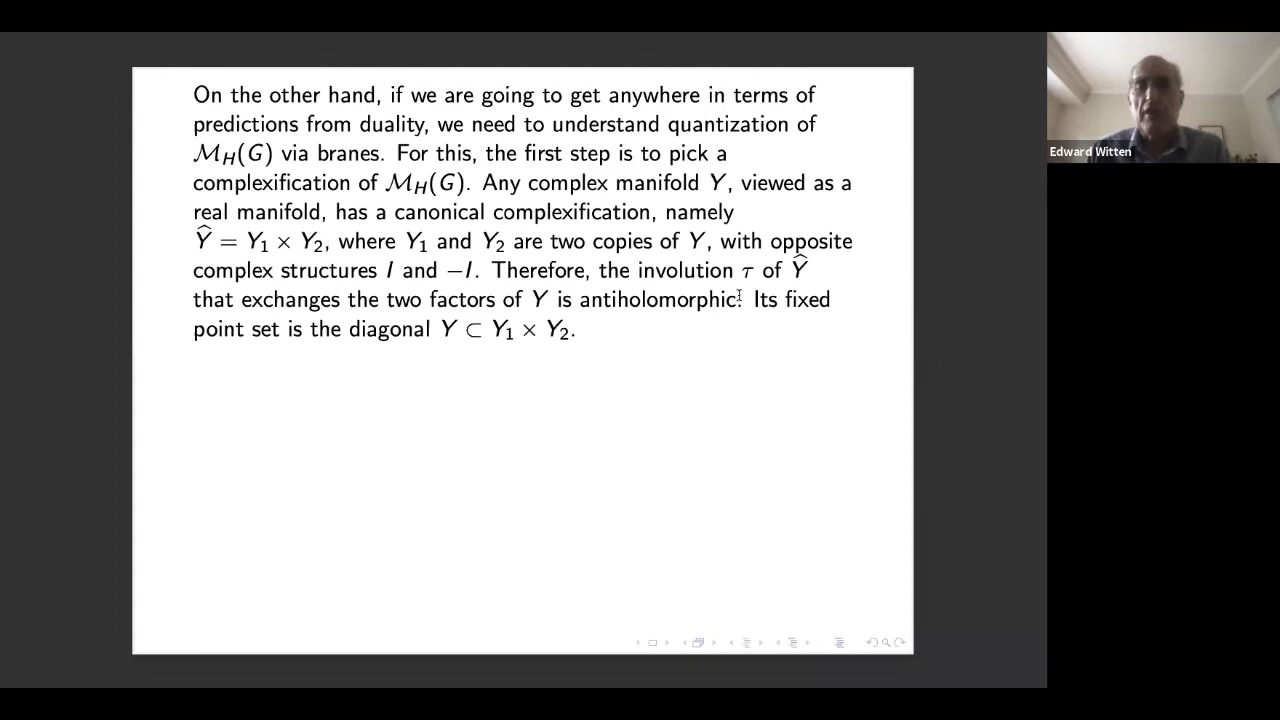 On the other hand, if we are going to get anywhere in terms of
predictions from duality, we need to understand quantization of
ℳ_H(G) via branes. For this, the first step is to pick a
complexification of ℳ_H(G). Any complex manifold Y, viewed as a
real manifold, has a canonical complexification, namely
Ŷ = Y₁ × Y₂, where Y₁ and Y₂ are two copies of Y, with opposite
complex structures I and −I. Therefore, the involution τ of Ŷ
that exchanges the two factors of Y is antiholomorphic. Its fixed
point set is the diagonal Y ⊂ Y₁ × Y₂.
Edward Witten